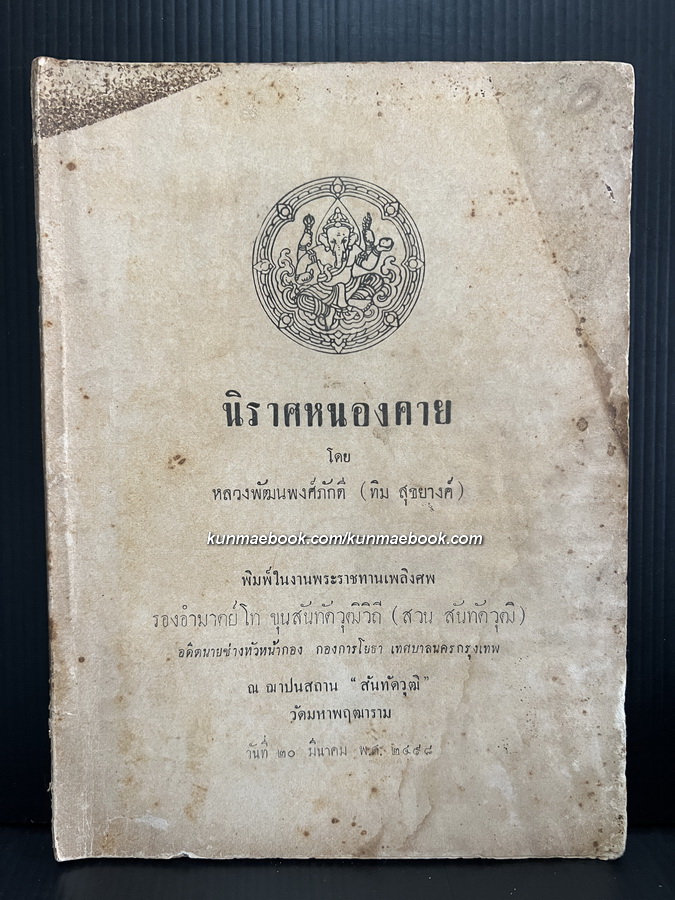 นิราศหนองคาย
โดย
หลวงพัฒนพงศ์ภักดี (ทิม สุขยางค์)
kunmaebook.com/kunmaebook.com
พิมพ์ในงานพระราชทานเพลิงศพ
รองอำมาตย์โท ขุนสันทัดวุฒิวิถี (สวน สันทัดวุฒิ)
อดีตนายช่างหัวหน้ากอง กองการโยธา เทศบาลนครกรุงเทพ
ณ ฌาปนสถาน "สันทัดวุฒิ"
วัดมหาพฤฒาราม
วันที่ ๒๐ มีนาคม พ.ศ. ๒๔๙๘